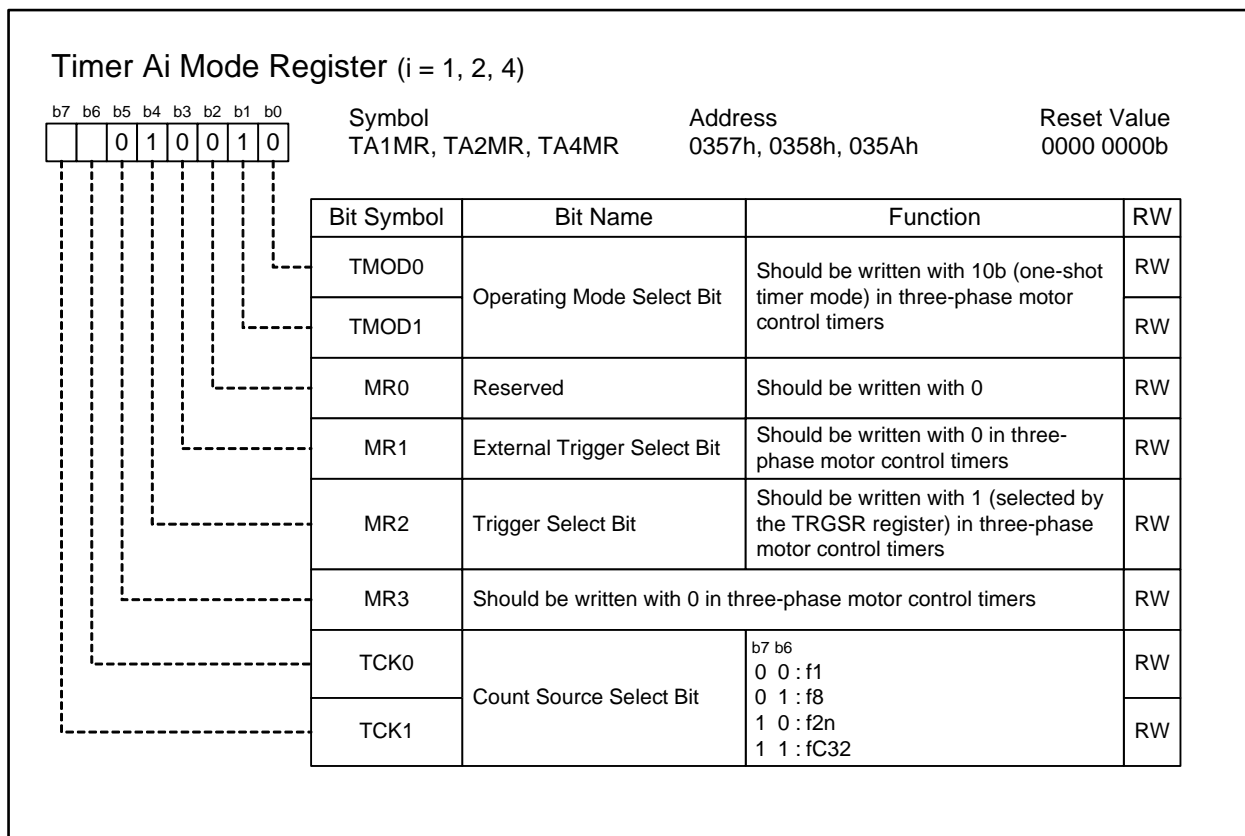 Timer Ai Mode Register (i = 1, 2, 4)
b7 b6 b5 b4 b3 b2 b1 b0
0 1 0 0 1 0
Symbol Address Reset Value
TA1MR, TA2MR, TA4MR 0357h, 0358h, 035Ah 0000 0000b
Bit Symbol Bit Name Function RW
TMOD0 RW
Operating Mode Select Bit
Should be written with 10b (one-shot
timer mode) in three-phase motor
control timers
TMOD1 RW
MR0 Reserved Should be written with 0 RW
MR1 External Trigger Select Bit
Should be written with 0 in three-
phase motor control timers
RW
MR2 Trigger Select Bit
Should be written with 1 (selected by
the TRGSR register) in three-phase
motor control timers
RW
MR3 Should be written with 0 in three-phase motor control timers RW
TCK0 RW
Count Source Select Bit
b7 b6
0 0 : f1
0 1 : f8
1 0 : f2n
1 1 : fC32
TCK1 RW